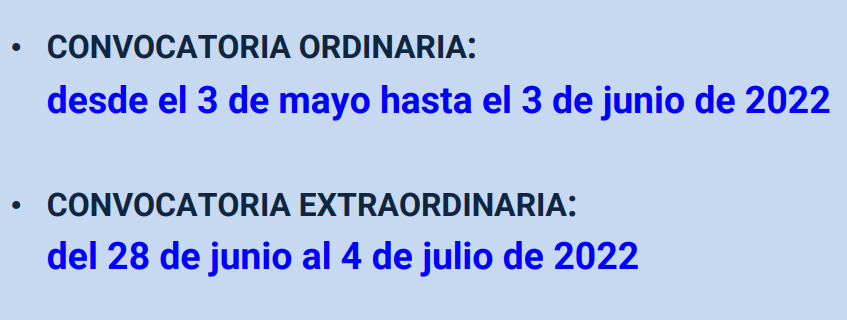 • CONVOCATORIA ORDINARIA:
desde el 3 de mayo hasta el 3 de junio de 2022
• CONVOCATORIA EXTRAORDINARIA:
del 28 de junio al 4 de julio de 2022